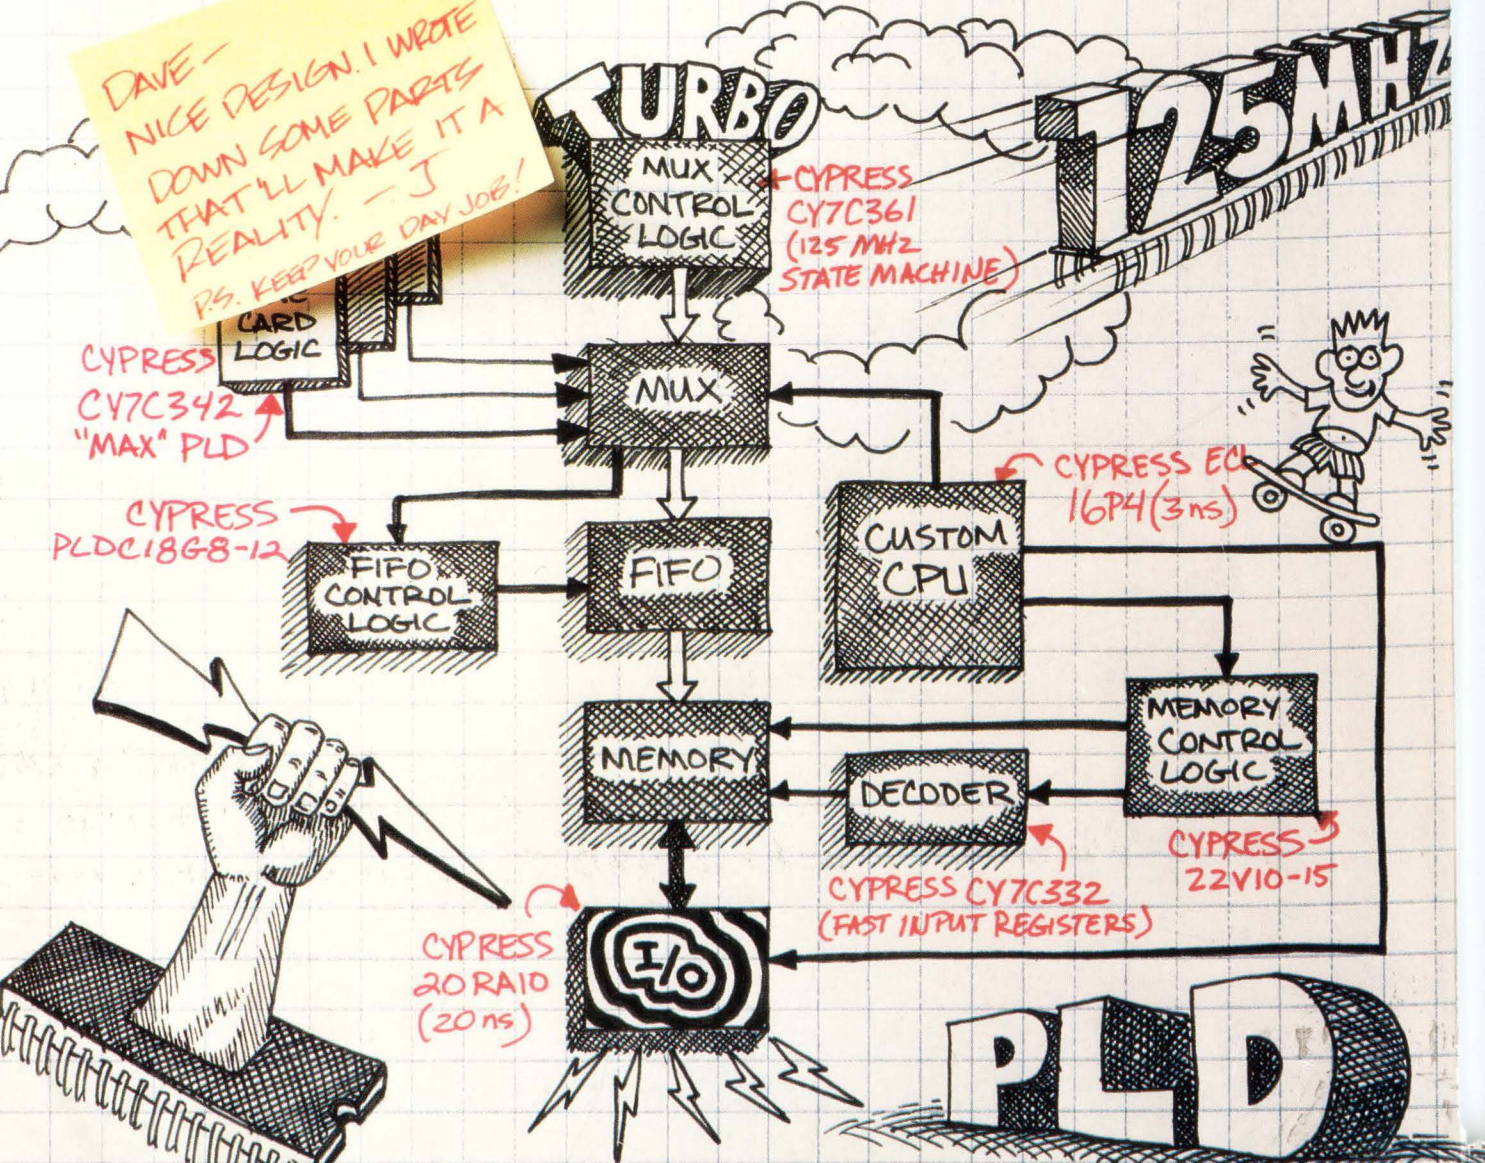 DAVE-
NICE DESIGN. I WROTE
DOWN SOME PARTS
THAT'LL MAKE IT A
REALITY. - J
P.S. KEEP YOUR DAY JOB!
TURBO
MUX
CONTROL
LOGIC
CYPRESS
CY7C361
(125 MHZ
STATE MACHINE)
125MHZ
CARD
LOGIC
CYPRESS
CY7C342
"MAX" PLD
MUX
CYPRESS
PLDC18G8-12
FIFO
CONTROL
LOGIC
FIFO
CUSTOM
CPU
CYPRESS ECL
16P4 (3ns)
MEMORY
DECODER
MEMORY
CONTROL
LOGIC
CYPRESS
22V10-15
CYPRESS CY7C332
(FAST INPUT REGISTERS)
CYPRESS
20RA10
(20ns)
I/O
PLD